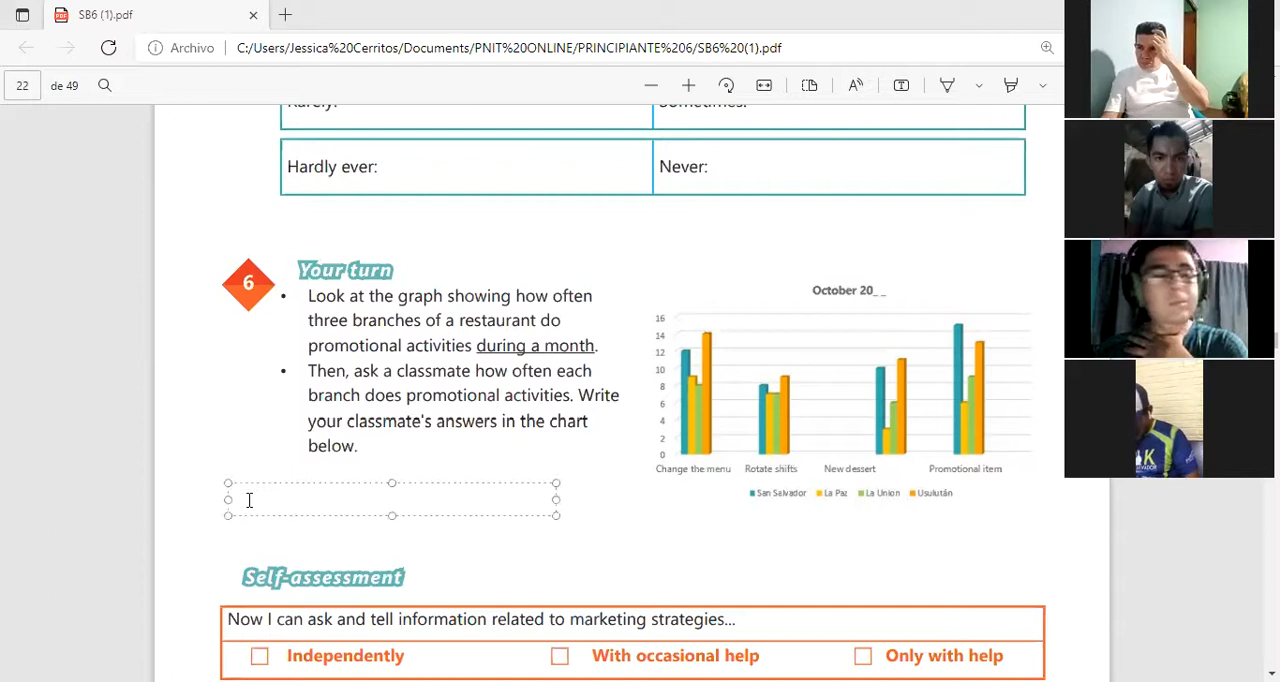 SB6 (1).pdf
Archivo
C:/Users/Jessica%20Cerritos/Documents/PNIT%20ONLINE/PRINCIPIANTE%206/SB6%20(1).pdf
22
de 49
Rarely:
Sometimes:
Hardly ever:
Never:
6
Your turn
• Look at the graph showing how often
three branches of a restaurant do
promotional activities during a month.
• Then, ask a classmate how often each
branch does promotional activities. Write
your classmate's answers in the chart
below.
October 20_ _
16
14
12
10
8
6
4
2
0
Change the menu
Rotate shifts
New dessert
Promotional item
San Salvador
La Paz
La Union
Usulután
Self-assessment
Now I can ask and tell information related to marketing strategies...
Independently
With occasional help
Only with help